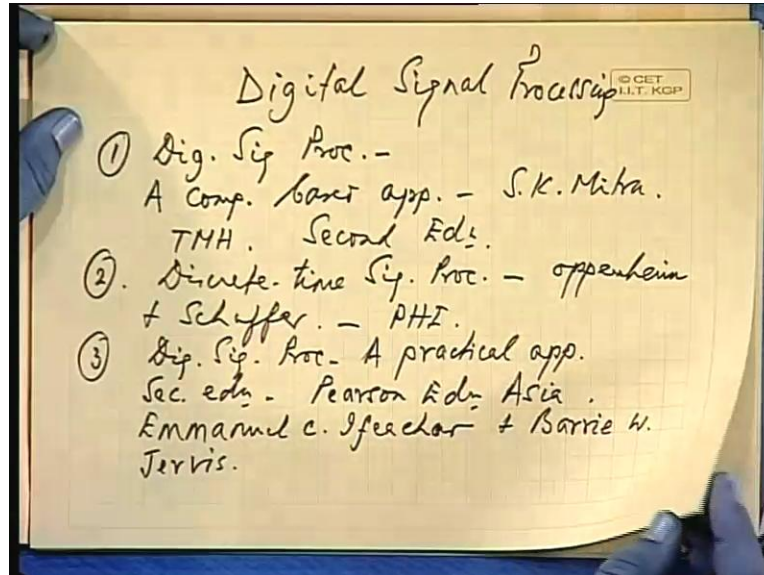 Digital Signal Processing
© CET
I.I.T. KGP
① Dig. Sig Proc. -
A comp. based app. - S.K. Mitra.
TMH. Second Edn.
②. Discrete-time Sig. Proc. - oppenheim
+ Schaffer. - PHI.
③ Dig. Sig. Proc - A practical app.
Sec. edn - Pearson Edn Asia.
Emmanuel C. Ifeachor + Barrie W.
Jervis.